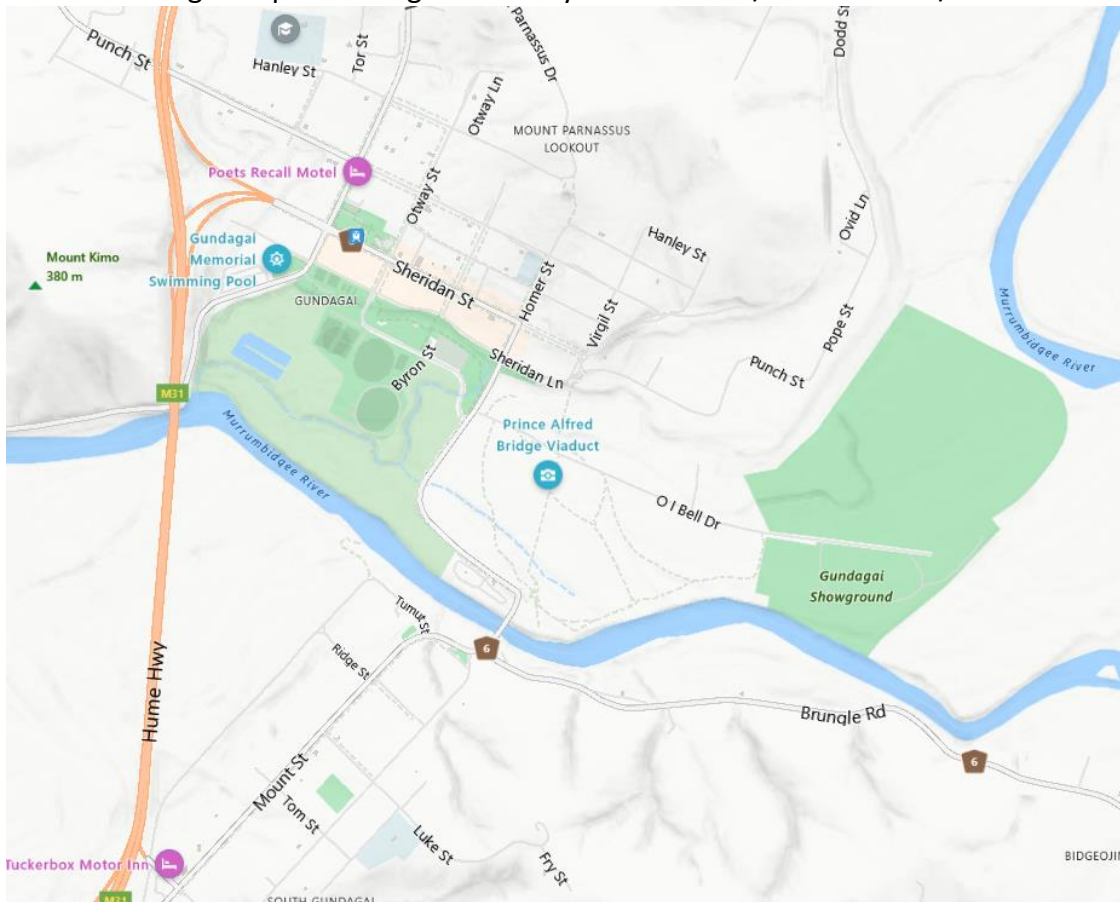 Punch St
Hanley St
Tor St
Parnassus Dr
Dodd St
Otway Ln
MOUNT PARNASSUS
LOOKOUT
Poets Recall Motel
Otway St
Ovid Ln
Hanley St
Gundagai
Memorial
Swimming Pool
Mount Kimo
380 m
Sheridan St
Homer St
GUNDAGAI
Virgil St
Pope St
Murrumbidgee River
Byron St
Sheridan Ln
Punch St
M31
Murrumbidgee River
Prince Alfred
Bridge Viaduct
O I Bell Dr
Gundagai
Showground
Tumut St
6
Ridge St
Hume Hwy
Brungle Rd
6
Mount St
Tom St
Luke St
Fry St
Tuckerbox Motor Inn
M31
SOUTH GUNDAGAI